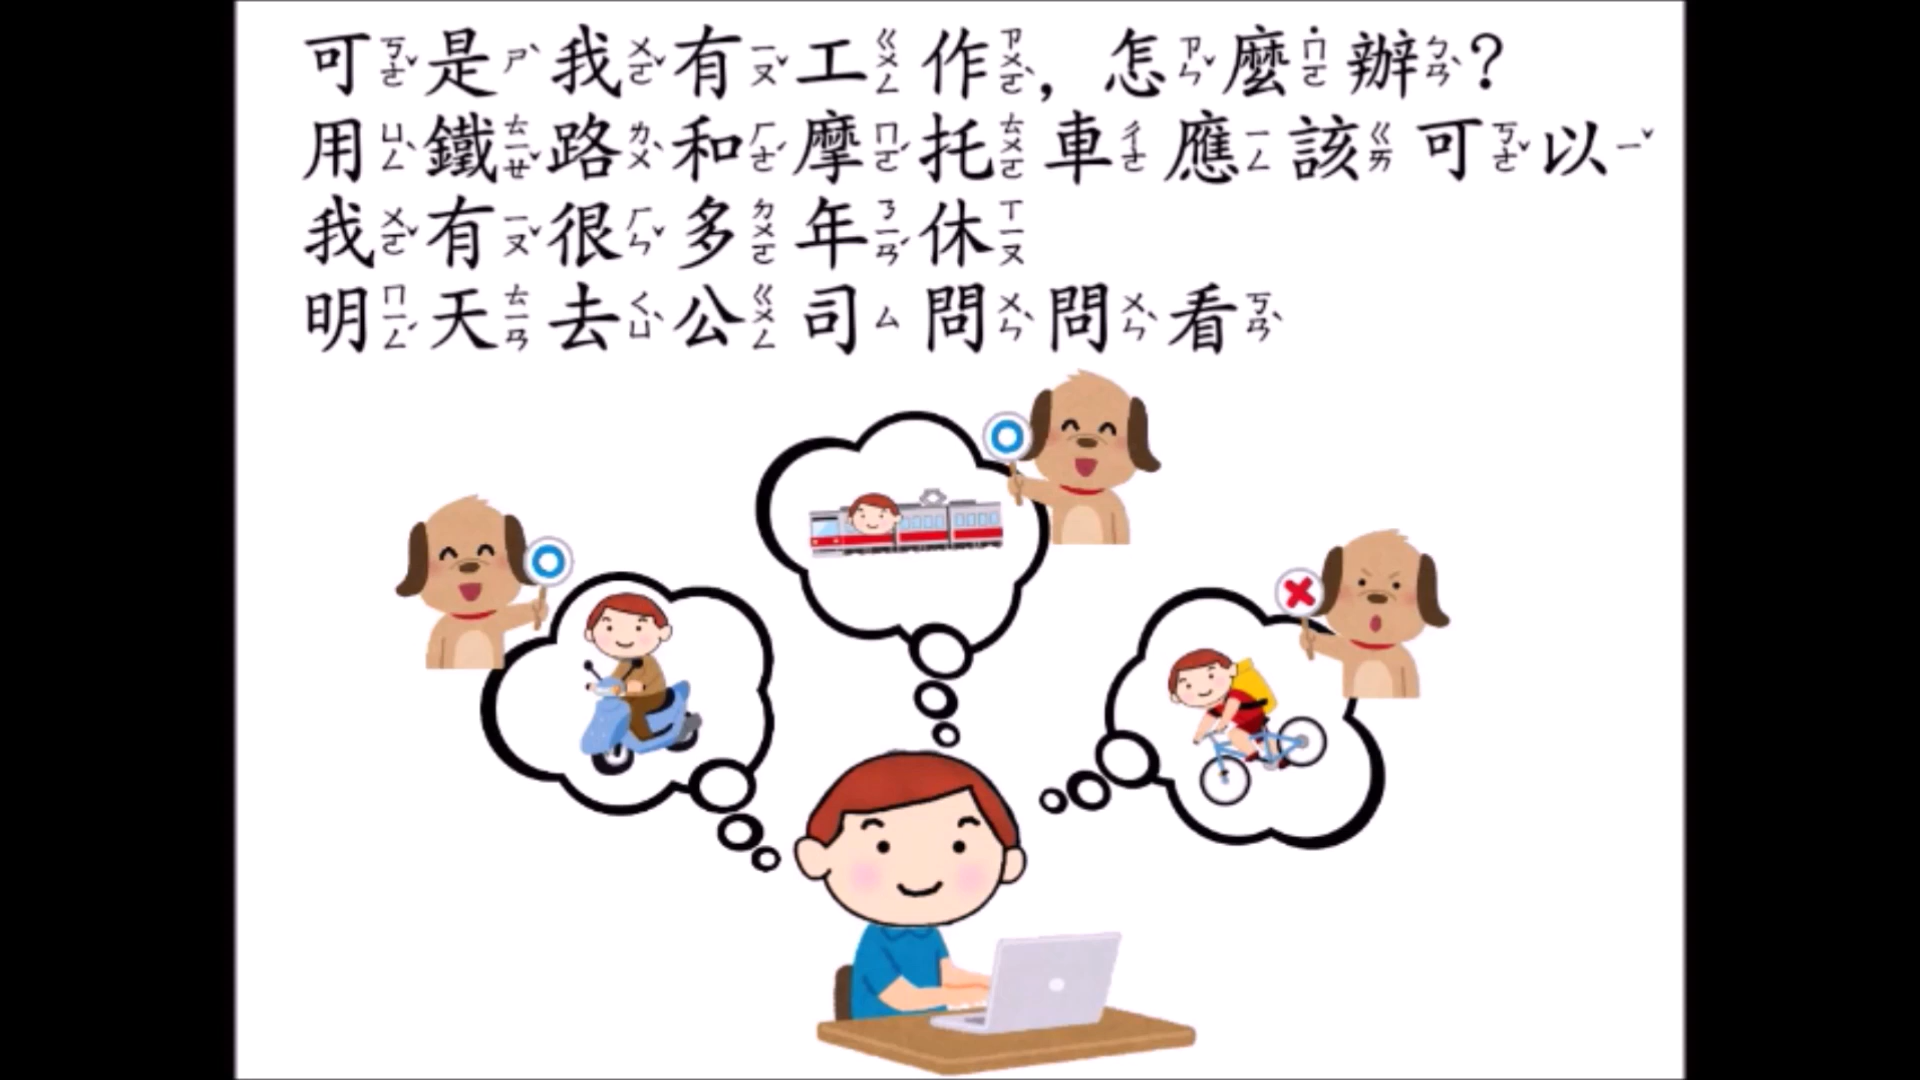 可是我有工作，怎麼辦？
用鐵路和摩托車應該可以
我有很多年休
明天去公司問問看